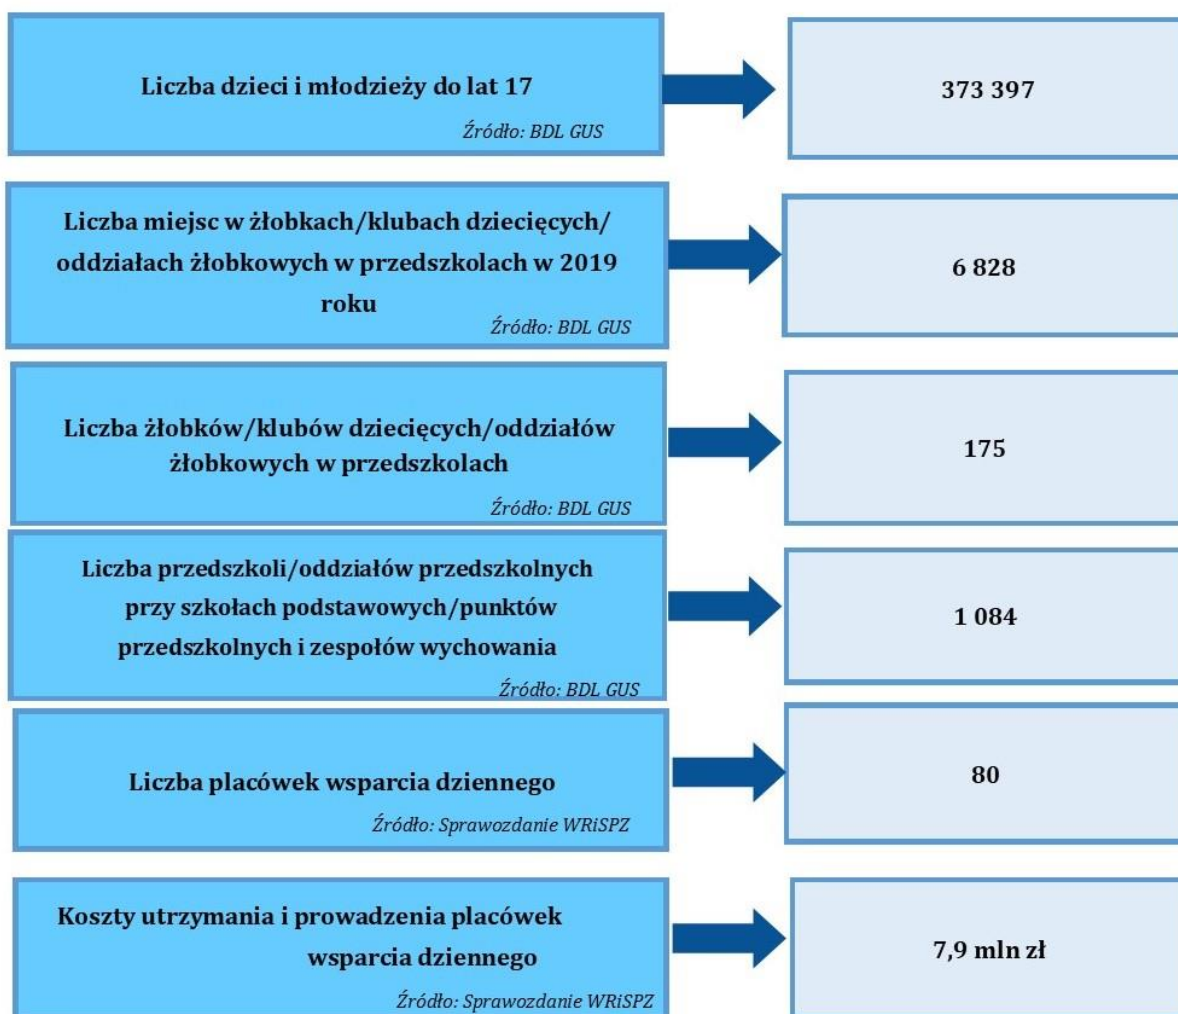 Liczba dzieci i młodzieży do lat 17
Źródło: BDL GUS
373 397
Liczba miejsc w żłobkach/klubach dziecięcych/
oddziałach żłobkowych w przedszkolach w 2019
roku
Źródło: BDL GUS
6 828
Liczba żłobków/klubów dziecięcych/oddziałów
żłobkowych w przedszkolach
Źródło: BDL GUS
175
Liczba przedszkoli/oddziałów przedszkolnych
przy szkołach podstawowych/punktów
przedszkolnych i zespołów wychowania
Źródło: BDL GUS
1 084
Liczba placówek wsparcia dziennego
Źródło: Sprawozdanie WRiSPZ
80
Koszty utrzymania i prowadzenia placówek
wsparcia dziennego
Źródło: Sprawozdanie WRiSPZ
7,9 mln zł